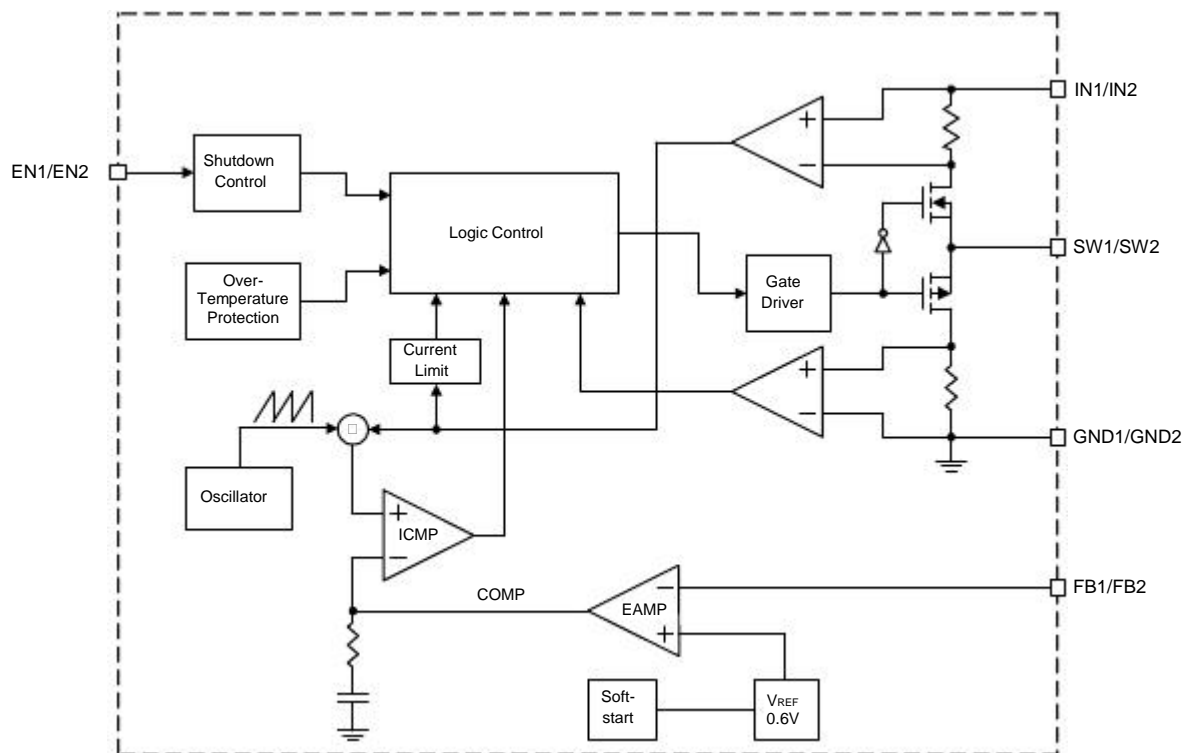 IN1/IN2
Shutdown
Control
EN1/EN2
Logic Control
SW1/SW2
Over-
Temperature
Protection
Gate
Driver
Current
Limit
GND1/GND2
Oscillator
ICMP
COMP
EAMP
FB1/FB2
Soft-
start
VREF
0.6V